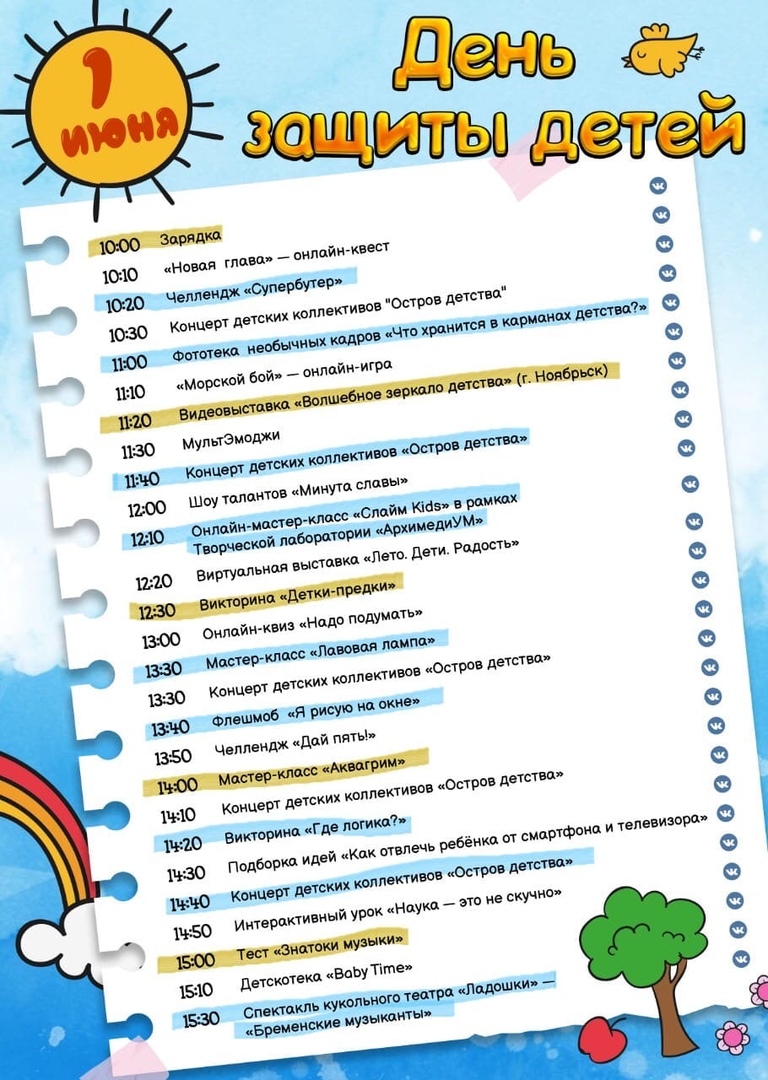 1
июня
День
защиты детей
10:00 Зарядка
10:10 «Новая глава» — онлайн-квест
10:20 Челлендж «Супербутер»
10:30 Концерт детских коллективов "Остров детства"
11:00 Фототека необычных кадров «Что хранится в карманах детства?»
11:10 «Морской бой» — онлайн-игра
11:20 Видеовыставка «Волшебное зеркало детства» (г. Ноябрьск)
11:30 МультЭмоджи
11:40 Концерт детских коллективов «Остров детства»
12:00 Шоу талантов «Минута славы»
12:10 Онлайн-мастер-класс «Слайм Kids» в рамках
Творческой лаборатории «АрхимедиУМ»
12:20 Виртуальная выставка «Лето. Дети. Радость»
12:30 Викторина «Детки-предки»
13:00 Онлайн-квиз «Надо подумать»
13:30 Мастер-класс «Лавовая лампа»
13:30 Концерт детских коллективов «Остров детства»
13:40 Флешмоб «Я рисую на окне»
13:50 Челлендж «Дай пять!»
14:00 Мастер-класс «Аквагрим»
14:10 Концерт детских коллективов «Остров детства»
14:20 Викторина «Где логика?»
14:30 Подборка идей «Как отвлечь ребёнка от смартфона и телевизора»
14:40 Концерт детских коллективов «Остров детства»
14:50 Интерактивный урок «Наука — это не скучно»
15:00 Тест «Знатоки музыки»
15:10 Детскотека «Baby Time»
15:30 Спектакль кукольного театра «Ладошки» —
«Бременские музыканты»